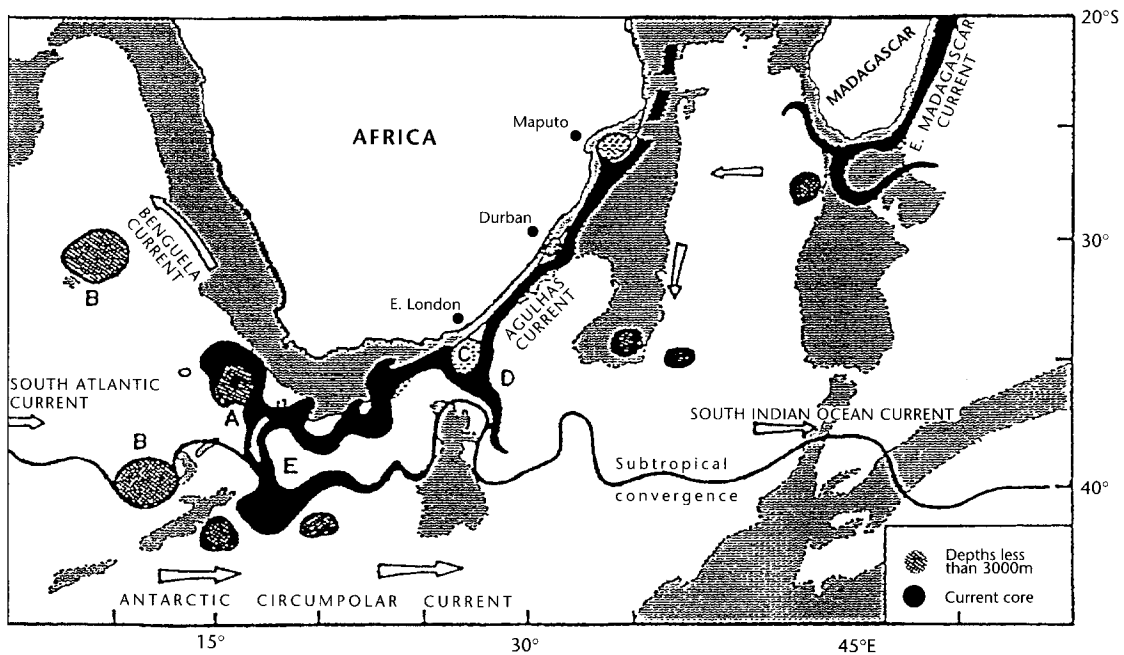 20°S
MADAGASCAR
E. MADAGASCAR
CURRENT
AFRICA
Maputo
BENGUELA
CURRENT
Durban
30°
B
E. London
AGULHAS
CURRENT
C
D
SOUTH ATLANTIC
CURRENT
A
SOUTH INDIAN OCEAN CURRENT
B
E
Subtropical
convergence
40°
Depths less
than 3000m
Current core
ANTARCTIC CIRCUMPOLAR CURRENT
15°
30°
45°E